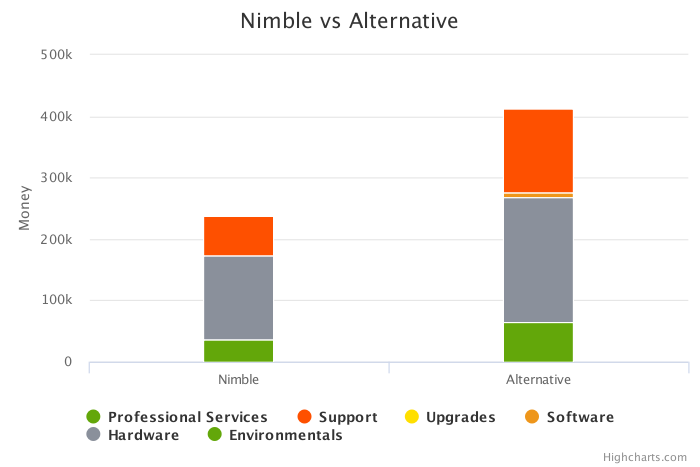 Nimble vs Alternative
500k
400k
300k
200k
100k
0
Money
Nimble Alternative
Professional Services Support Upgrades Software
Hardware Environmentals
Highcharts.com